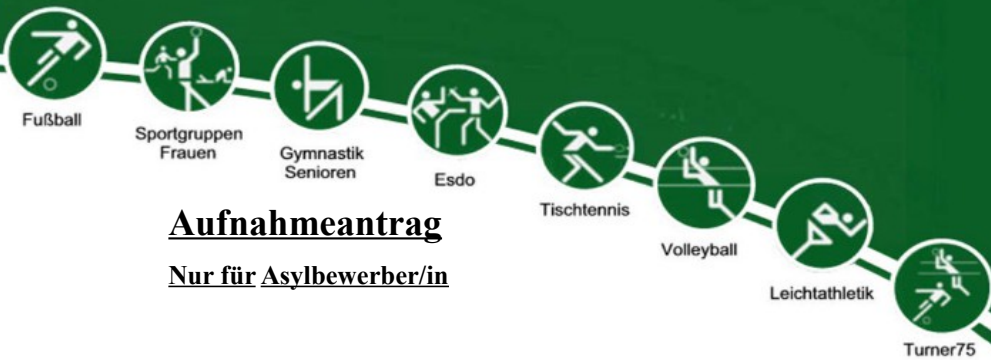 Fußball
Sportgruppen
Frauen
Gymnastik
Senioren
Esdo
Tischtennis
Volleyball
Leichtathletik
Turner75
Aufnahmeantrag
Nur für Asylbewerber/in